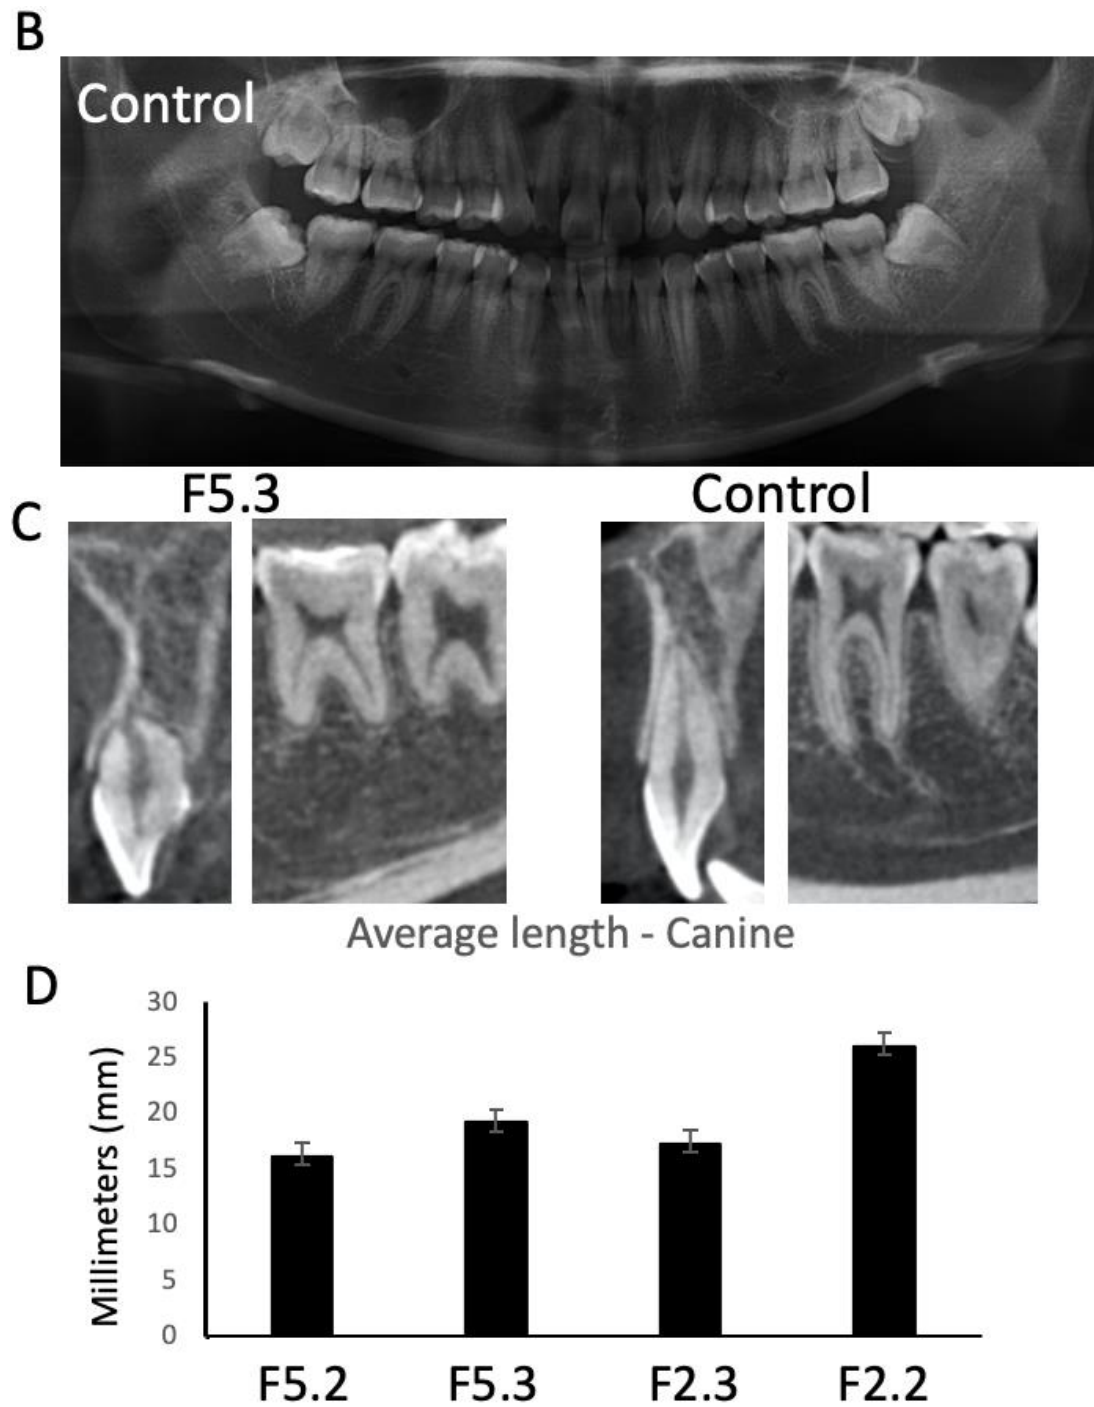 B
Control
F5.3 Control
C
Average length - Canine
D
Millimeters (mm)
30
25
20
15
10
5
0
F5.2 F5.3 F2.3 F2.2